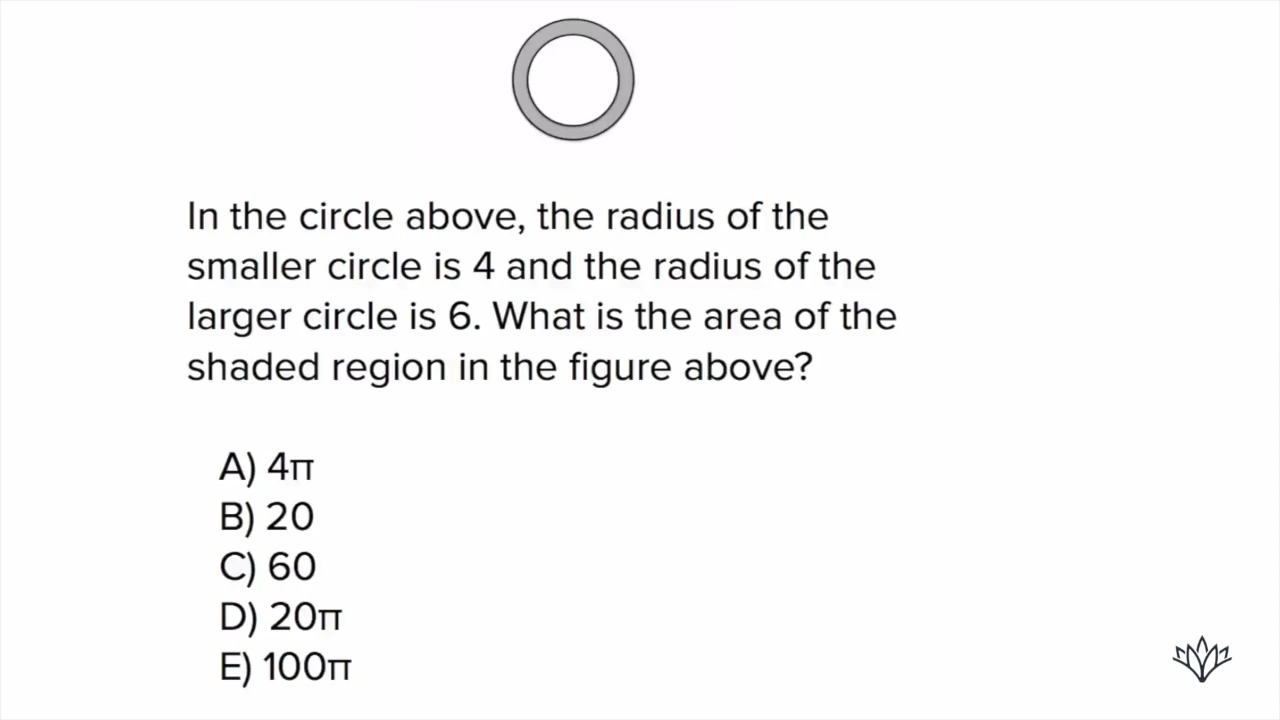 In the circle above, the radius of the
smaller circle is 4 and the radius of the
larger circle is 6. What is the area of the
shaded region in the figure above?
A) 4π
B) 20
C) 60
D) 20π
E) 100π